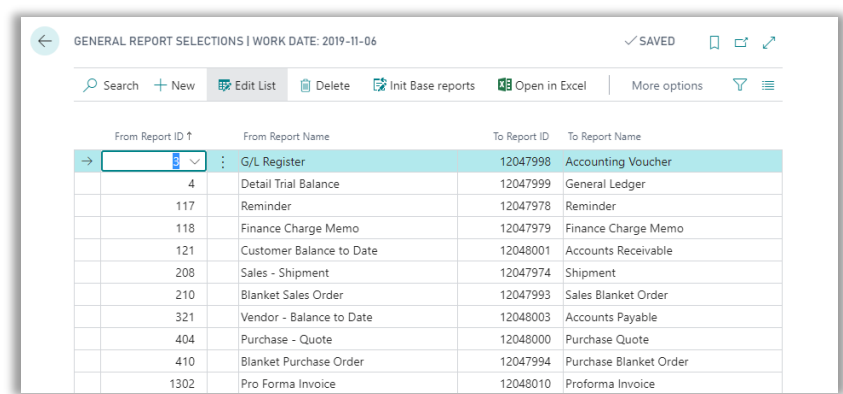 GENERAL REPORT SELECTIONS | WORK DATE: 2019-11-06 ✓ SAVED
Search + New Edit List Delete Init Base reports Open in Excel More options
From Report ID ↑ From Report Name To Report ID To Report Name
→ 3 G/L Register 12047998 Accounting Voucher
4 Detail Trial Balance 12047999 General Ledger
117 Reminder 12047978 Reminder
118 Finance Charge Memo 12047979 Finance Charge Memo
121 Customer Balance to Date 12048001 Accounts Receivable
208 Sales - Shipment 12047974 Shipment
210 Blanket Sales Order 12047993 Sales Blanket Order
321 Vendor - Balance to Date 12048003 Accounts Payable
404 Purchase - Quote 12048000 Purchase Quote
410 Blanket Purchase Order 12047994 Purchase Blanket Order
1302 Pro Forma Invoice 12048010 Proforma Invoice